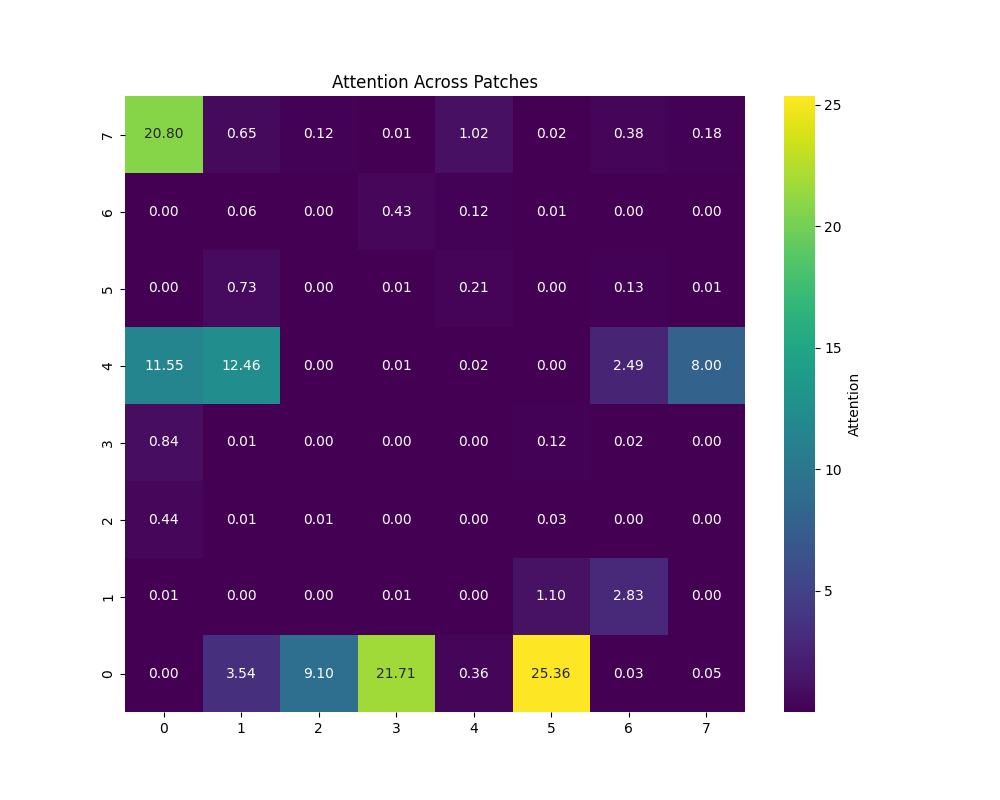 Attention Across Patches
7 20.80 0.65 0.12 0.01 1.02 0.02 0.38 0.18
6 0.00 0.06 0.00 0.43 0.12 0.01 0.00 0.00
5 0.00 0.73 0.00 0.01 0.21 0.00 0.13 0.01
4 11.55 12.46 0.00 0.01 0.02 0.00 2.49 8.00
3 0.84 0.01 0.00 0.00 0.00 0.12 0.02 0.00
2 0.44 0.01 0.01 0.00 0.00 0.03 0.00 0.00
1 0.01 0.00 0.00 0.01 0.00 1.10 2.83 0.00
0 0.00 3.54 9.10 21.71 0.36 25.36 0.03 0.05
0 1 2 3 4 5 6 7
25
20
15
10
5
Attention